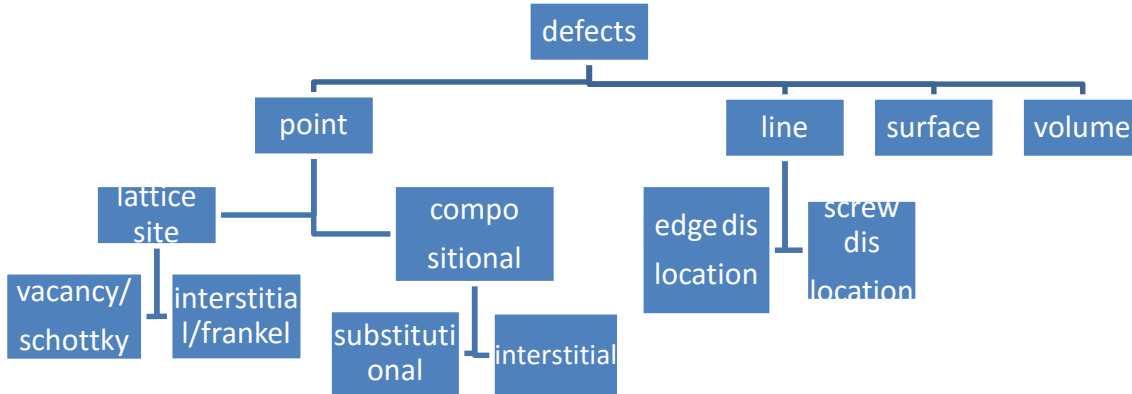 defects
point
line
surface
volume
lattice
site
compo
sitional
edge dis
location
screw
dis
location
vacancy/
schottky
interstitia
l/frankel
substituti
onal
interstitial